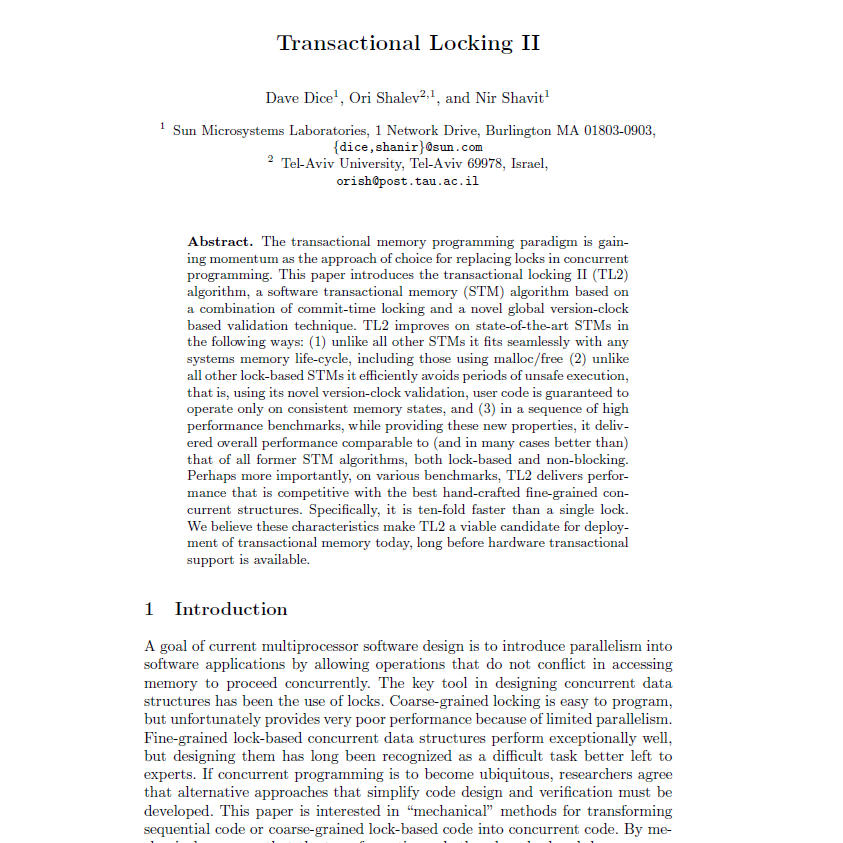 Transactional Locking II
Dave Dice1, Ori Shalev2,1, and Nir Shavit1
1 Sun Microsystems Laboratories, 1 Network Drive, Burlington MA 01803-0903,
{dice,shanir}@sun.com
2 Tel-Aviv University, Tel-Aviv 69978, Israel,
orish@post.tau.ac.il
Abstract. The transactional memory programming paradigm is gain-
ing momentum as the approach of choice for replacing locks in concurrent
programming. This paper introduces the transactional locking II (TL2)
algorithm, a software transactional memory (STM) algorithm based on
a combination of commit-time locking and a novel global version-clock
based validation technique. TL2 improves on state-of-the-art STMs in
the following ways: (1) unlike all other STMs it fits seamlessly with any
systems memory life-cycle, including those using malloc/free (2) unlike
all other lock-based STMs it efficiently avoids periods of unsafe execution,
that is, using its novel version-clock validation, user code is guaranteed to
operate only on consistent memory states, and (3) in a sequence of high
performance benchmarks, while providing these new properties, it deliv-
ered overall performance comparable to (and in many cases better than)
that of all former STM algorithms, both lock-based and non-blocking.
Perhaps more importantly, on various benchmarks, TL2 delivers perfor-
mance that is competitive with the best hand-crafted fine-grained con-
current structures. Specifically, it is ten-fold faster than a single lock.
We believe these characteristics make TL2 a viable candidate for deploy-
ment of transactional memory today, long before hardware transactional
support is available.
1 Introduction
A goal of current multiprocessor software design is to introduce parallelism into
software applications by allowing operations that do not conflict in accessing
memory to proceed concurrently. The key tool in designing concurrent data
structures has been the use of locks. Coarse-grained locking is easy to program,
but unfortunately provides very poor performance because of limited parallelism.
Fine-grained lock-based concurrent data structures perform exceptionally well,
but designing them has long been recognized as a difficult task better left to
experts. If concurrent programming is to become ubiquitous, researchers agree
that alternative approaches that simplify code design and verification must be
developed. This paper is interested in “mechanical” methods for transforming
sequential code or coarse-grained lock-based code into concurrent code. By me-